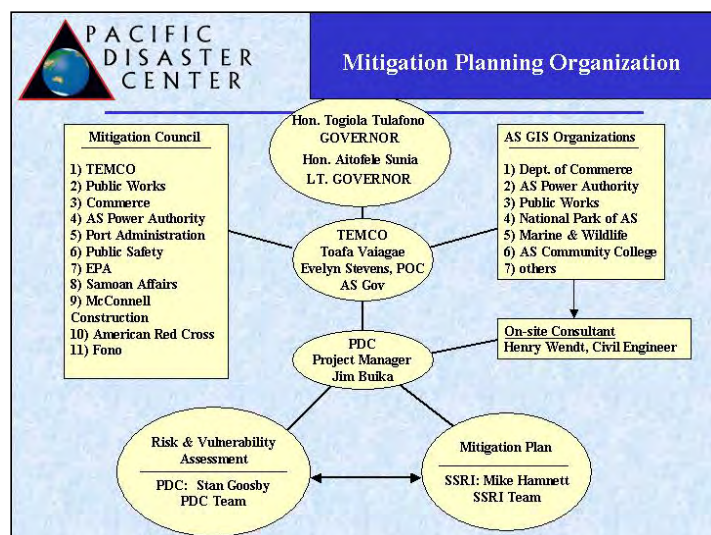 PACIFIC
DISASTER
CENTER
Mitigation Planning Organization
Hon. Togiola Tulafono
GOVERNOR
Hon. Aitofele Sunia
LT. GOVERNOR
Mitigation Council
1) TEMCO
2) Public Works
3) Commerce
4) AS Power Authority
5) Port Administration
6) Public Safety
7) EPA
8) Samoan Affairs
9) McConnell
Construction
10) American Red Cross
11) Fono
AS GIS Organizations
1) Dept. of Commerce
2) AS Power Authority
3) Public Works
4) National Park of AS
5) Marine & Wildlife
6) AS Community College
7) others
TEMCO
Toafa Vaiagae
Evelyn Stevens, POC
AS Gov
On-site Consultant
Henry Wendt, Civil Engineer
PDC
Project Manager
Jim Buika
Risk & Vulnerability
Assessment
PDC: Stan Goosby
PDC Team
Mitigation Plan
SSRI: Mike Hamnett
SSRI Team